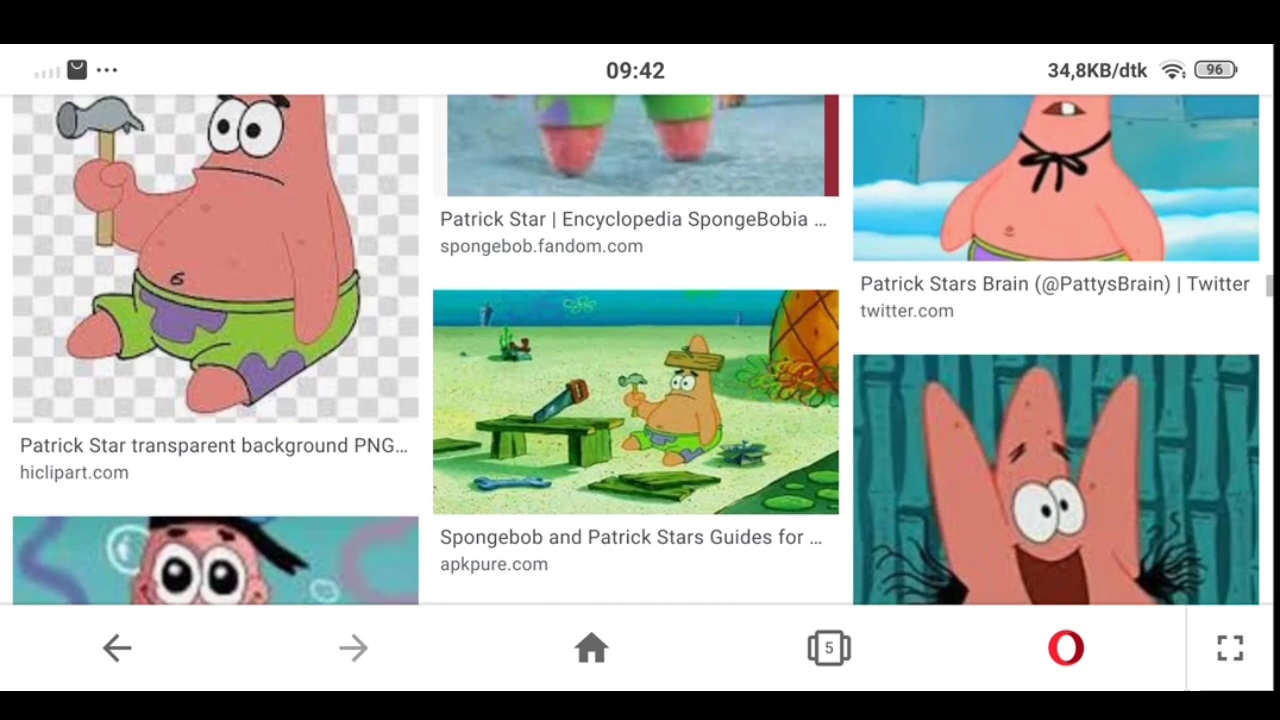 09:42
34,8KB/dtk
96
Patrick Star transparent background PNG...
hiclipart.com
Patrick Star | Encyclopedia SpongeBobia ...
spongebob.fandom.com
Spongebob and Patrick Stars Guides for ...
apkpure.com
Patrick Stars Brain (@PattysBrain) | Twitter
twitter.com
5